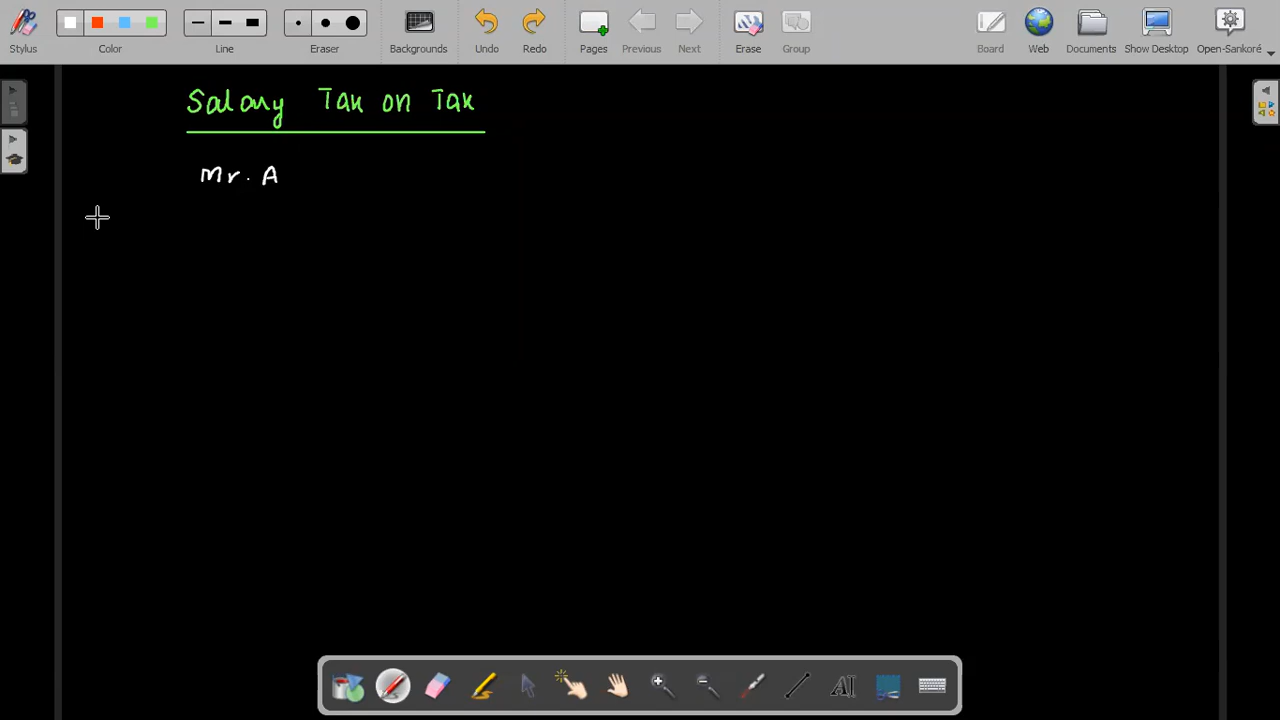 Stylus
Color
Line
Eraser
Backgrounds
Undo
Redo
Pages
Previous
Next
Erase
Group
Board
Web
Documents
Show Desktop
Open-Sankoré
Salary Tax on Tax
Mr. A
AI